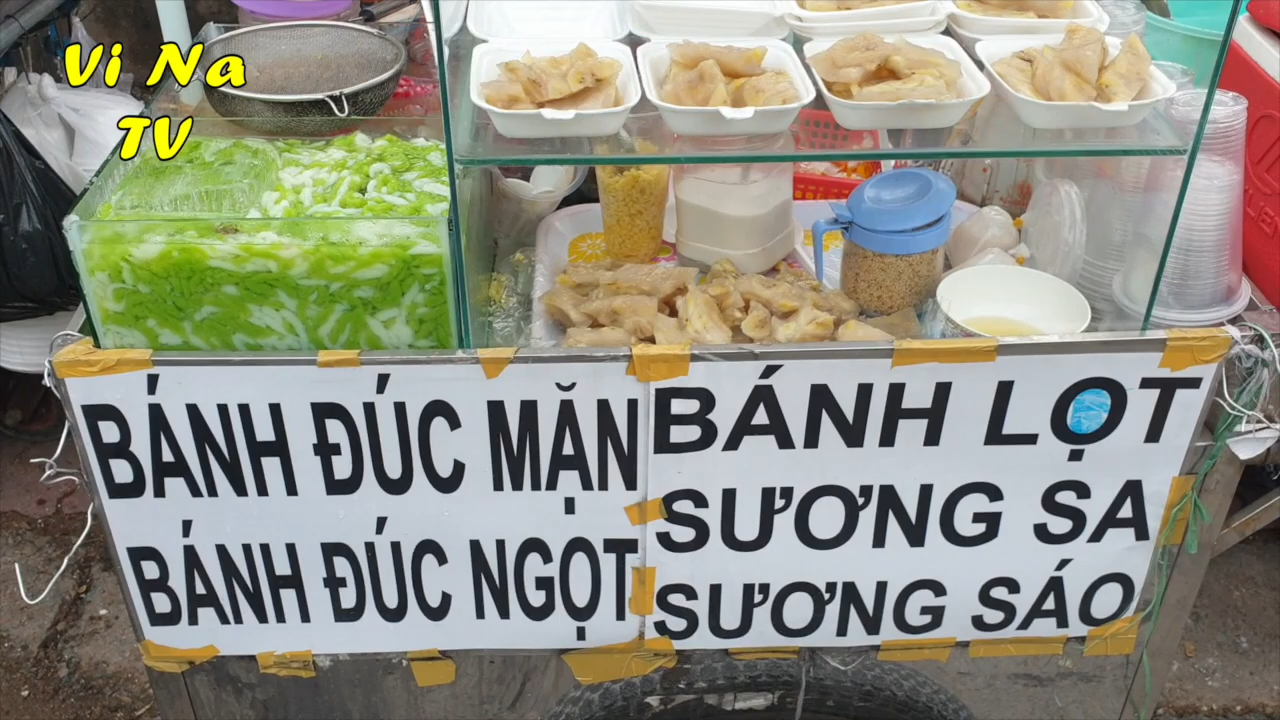 Vi Na
TV
BÁNH ĐÚC MẶN
BÁNH ĐÚC NGỌT
BÁNH LỌT
SƯƠNG SA
SƯƠNG SÁO